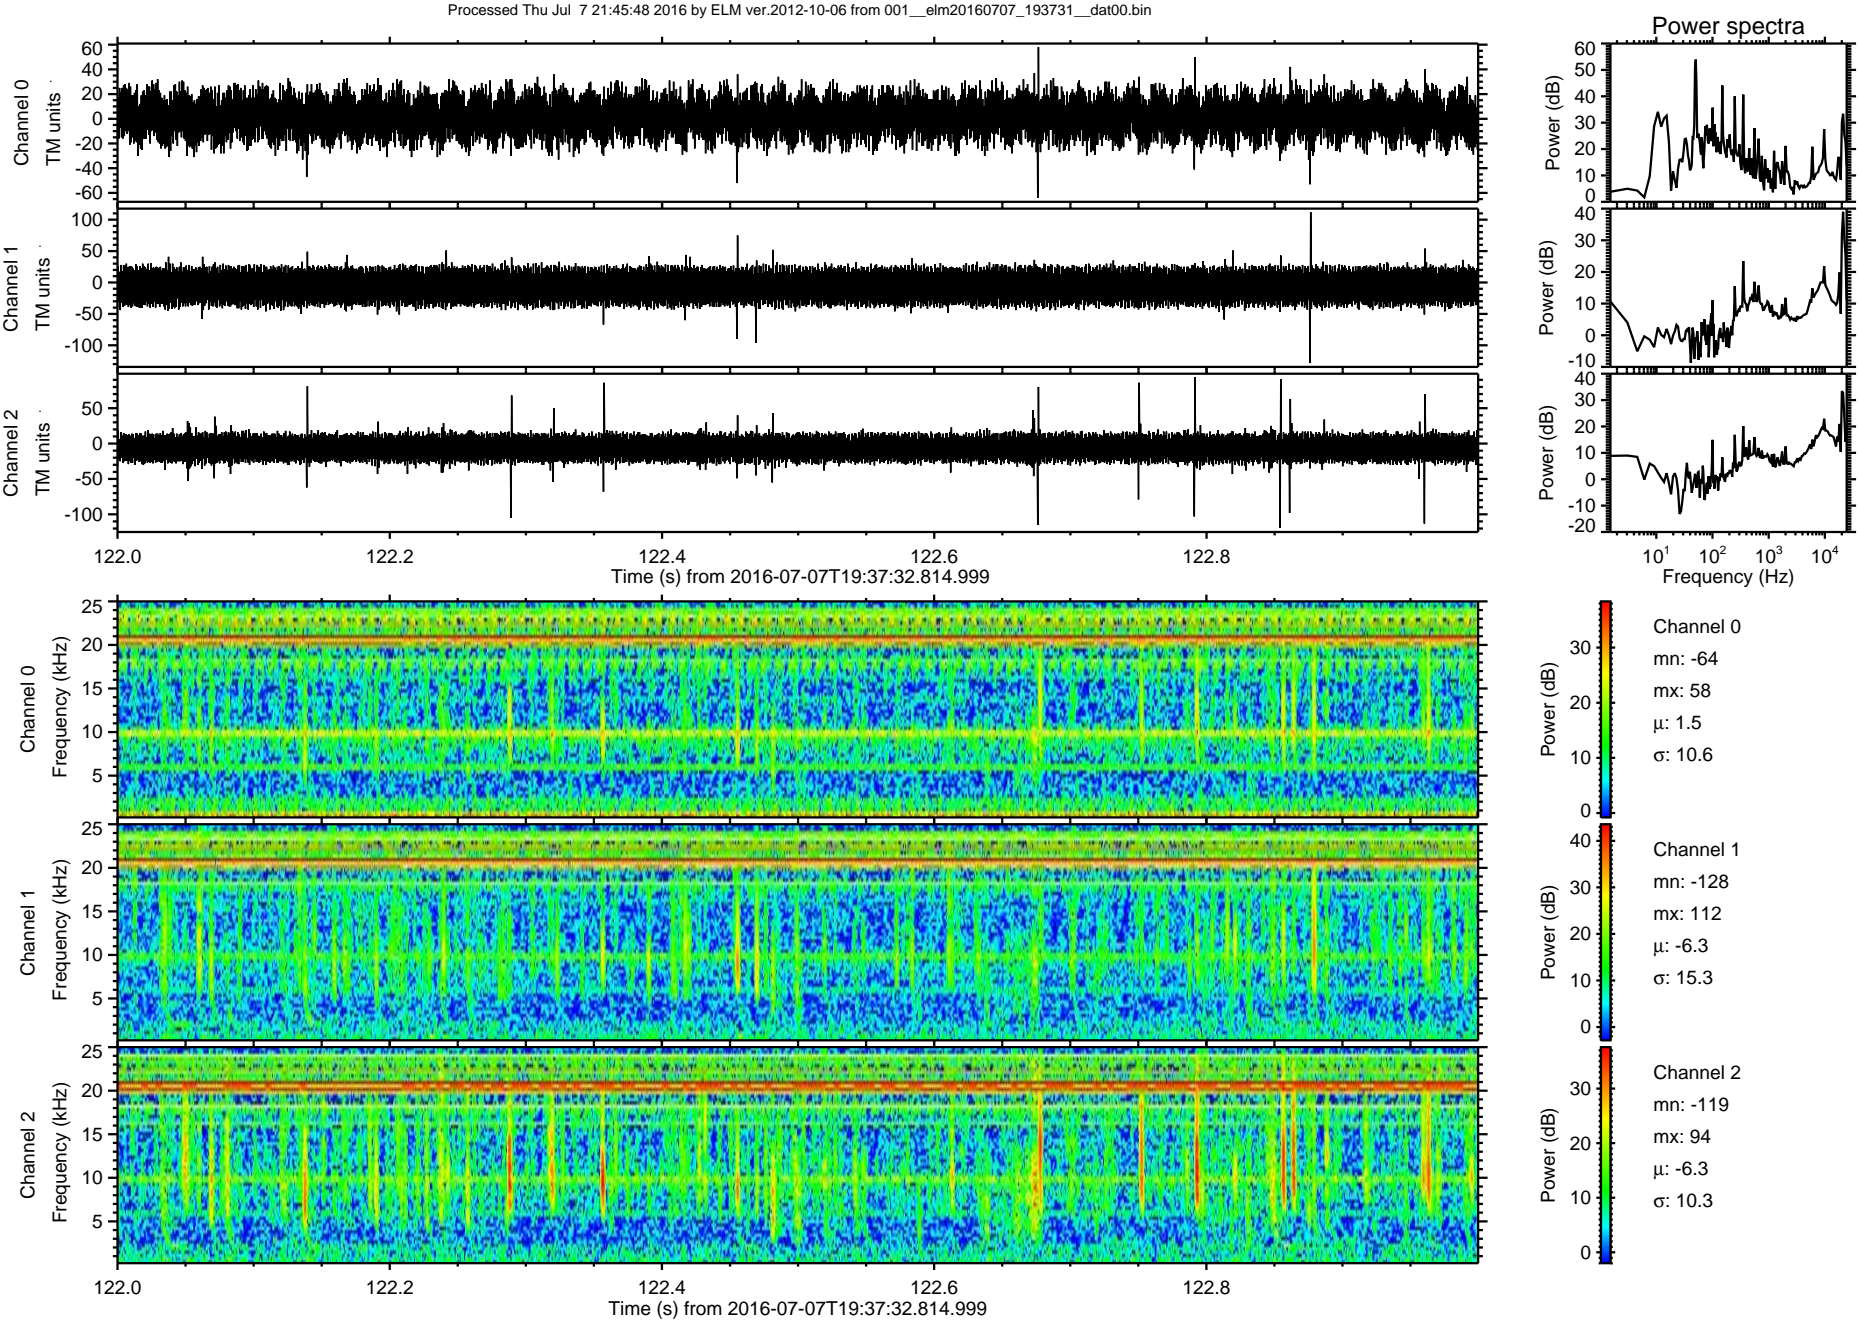 Processed Thu Jul  7 21:45:48 2016 by ELM ver.2012-10-06 from 001__elm20160707_193731__dat00.bin
Power spectra
Channel 0
TM units
60
40
20
0
-20
-40
-60
Power (dB)
60
50
40
30
20
10
0
Channel 1
TM units
100
50
0
-50
-100
Power (dB)
40
30
20
10
0
-10
Channel 2
TM units
50
0
-50
-100
Power (dB)
40
30
20
10
0
-10
-20
122.0 122.2 122.4 122.6 122.8
Time (s) from 2016-07-07T19:37:32.814.999
10¹ 10² 10³ 10⁴
Frequency (Hz)
Channel 0
Frequency (kHz)
25
20
15
10
5
Power (dB)
30
20
10
0
Channel 0
mn: -64
mx: 58
μ: 1.5
σ: 10.6
Channel 1
Frequency (kHz)
25
20
15
10
5
Power (dB)
40
30
20
10
0
Channel 1
mn: -128
mx: 112
μ: -6.3
σ: 15.3
Channel 2
Frequency (kHz)
25
20
15
10
5
Power (dB)
30
20
10
0
Channel 2
mn: -119
mx: 94
μ: -6.3
σ: 10.3
122.0 122.2 122.4 122.6 122.8
Time (s) from 2016-07-07T19:37:32.814.999